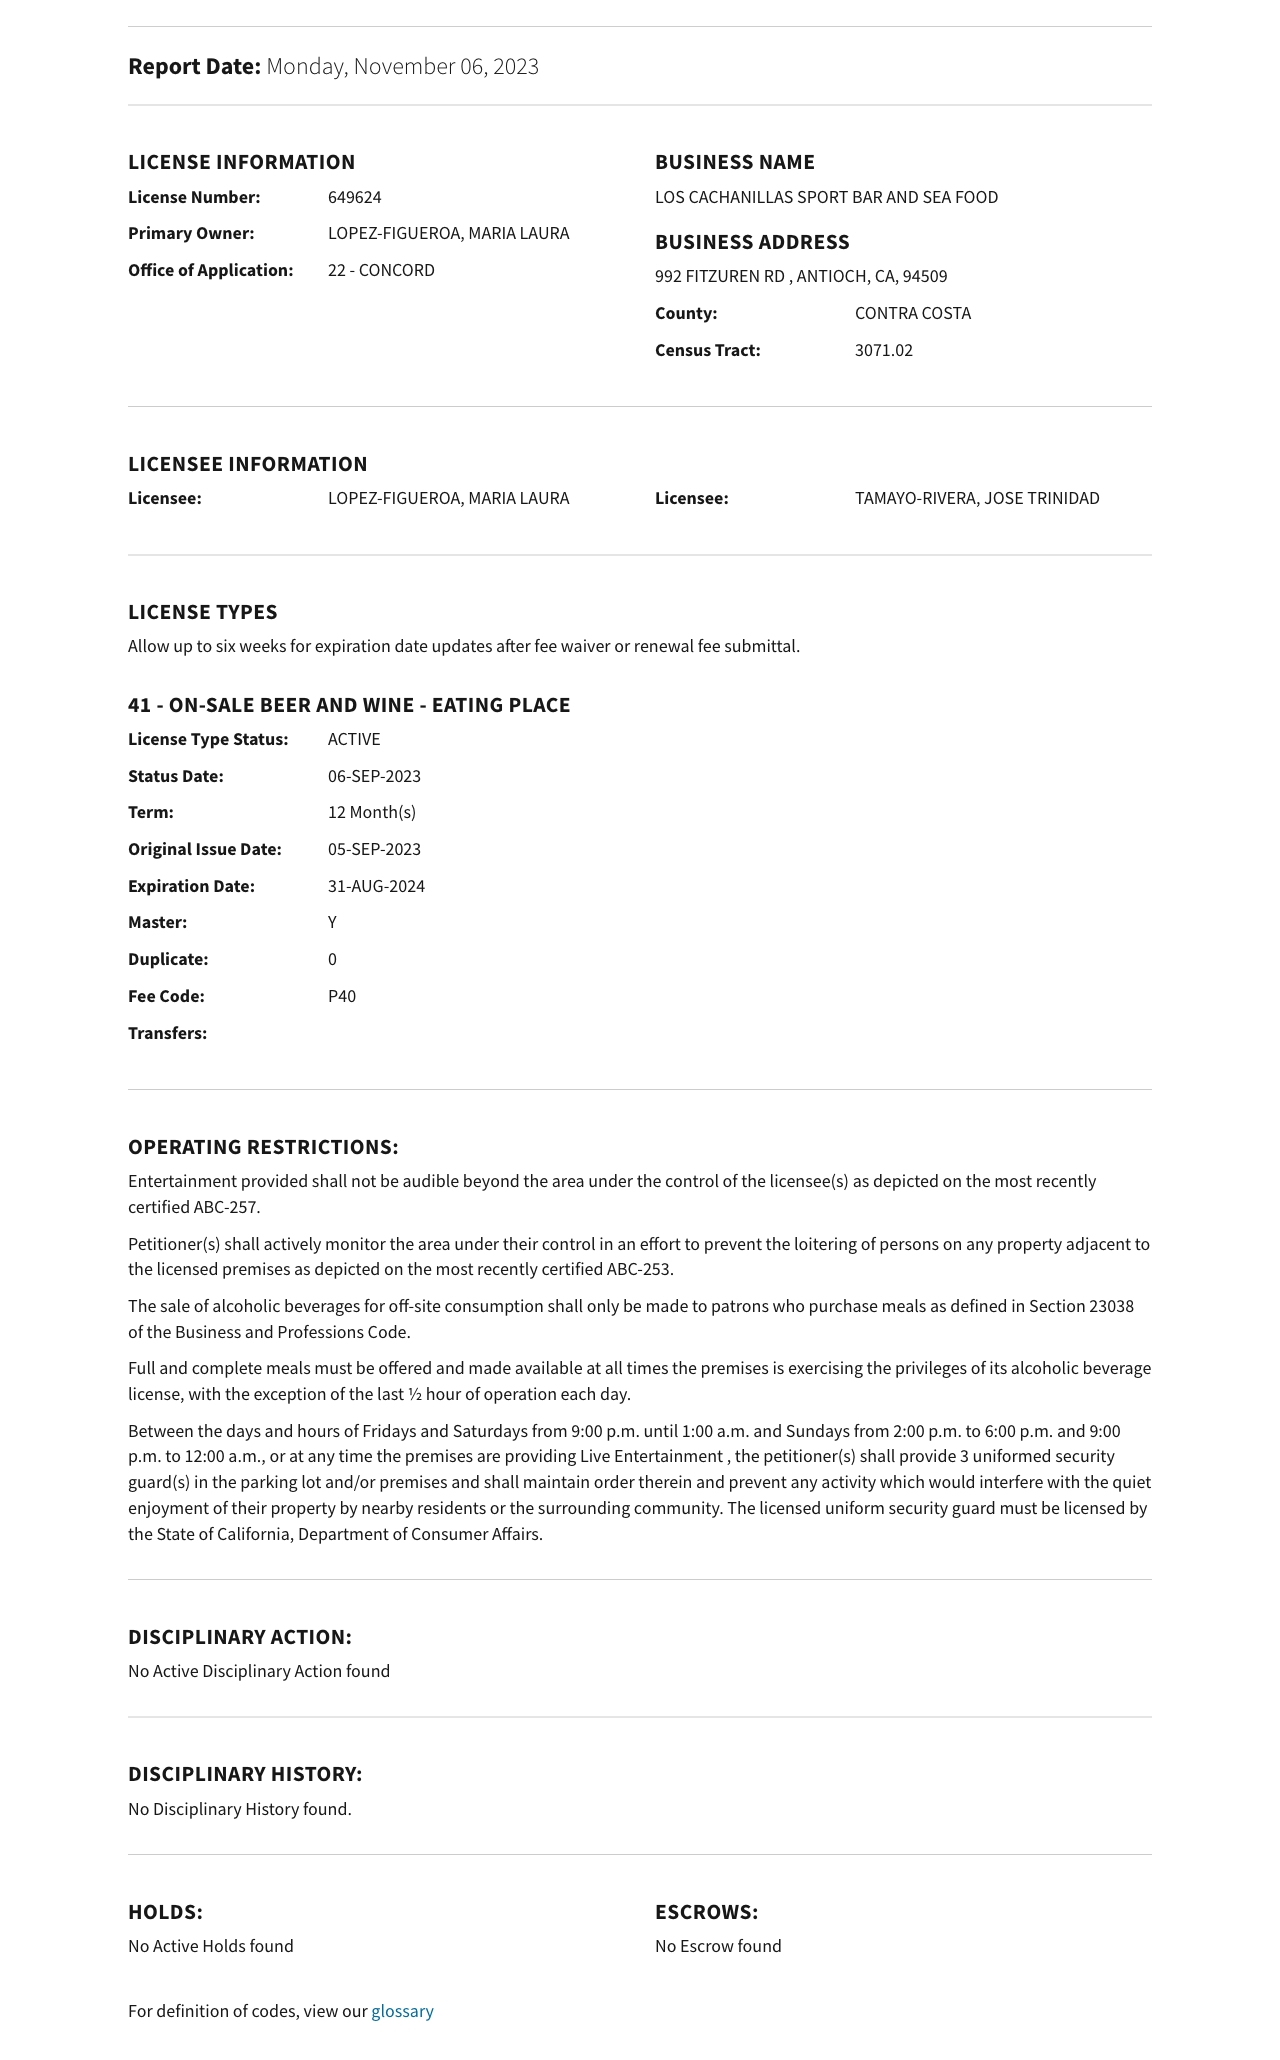 Report Date: Monday, November 06, 2023
LICENSE INFORMATION
License Number: 649624
Primary Owner: LOPEZ-FIGUEROA, MARIA LAURA
Office of Application: 22 - CONCORD
BUSINESS NAME
LOS CACHANILLAS SPORT BAR AND SEA FOOD
BUSINESS ADDRESS
992 FITZUREN RD , ANTIOCH, CA, 94509
County: CONTRA COSTA
Census Tract: 3071.02
LICENSEE INFORMATION
Licensee: LOPEZ-FIGUEROA, MARIA LAURA
Licensee: TAMAYO-RIVERA, JOSE TRINIDAD
LICENSE TYPES
Allow up to six weeks for expiration date updates after fee waiver or renewal fee submittal.
41 - ON-SALE BEER AND WINE - EATING PLACE
License Type Status: ACTIVE
Status Date: 06-SEP-2023
Term: 12 Month(s)
Original Issue Date: 05-SEP-2023
Expiration Date: 31-AUG-2024
Master: Y
Duplicate: 0
Fee Code: P40
Transfers:
OPERATING RESTRICTIONS:
Entertainment provided shall not be audible beyond the area under the control of the licensee(s) as depicted on the most recently
certified ABC-257.
Petitioner(s) shall actively monitor the area under their control in an effort to prevent the loitering of persons on any property adjacent to
the licensed premises as depicted on the most recently certified ABC-253.
The sale of alcoholic beverages for off-site consumption shall only be made to patrons who purchase meals as defined in Section 23038
of the Business and Professions Code.
Full and complete meals must be offered and made available at all times the premises is exercising the privileges of its alcoholic beverage
license, with the exception of the last ½ hour of operation each day.
Between the days and hours of Fridays and Saturdays from 9:00 p.m. until 1:00 a.m. and Sundays from 2:00 p.m. to 6:00 p.m. and 9:00
p.m. to 12:00 a.m., or at any time the premises are providing Live Entertainment , the petitioner(s) shall provide 3 uniformed security
guard(s) in the parking lot and/or premises and shall maintain order therein and prevent any activity which would interfere with the quiet
enjoyment of their property by nearby residents or the surrounding community. The licensed uniform security guard must be licensed by
the State of California, Department of Consumer Affairs.
DISCIPLINARY ACTION:
No Active Disciplinary Action found
DISCIPLINARY HISTORY:
No Disciplinary History found.
HOLDS:
No Active Holds found
ESCROWS:
No Escrow found
For definition of codes, view our glossary